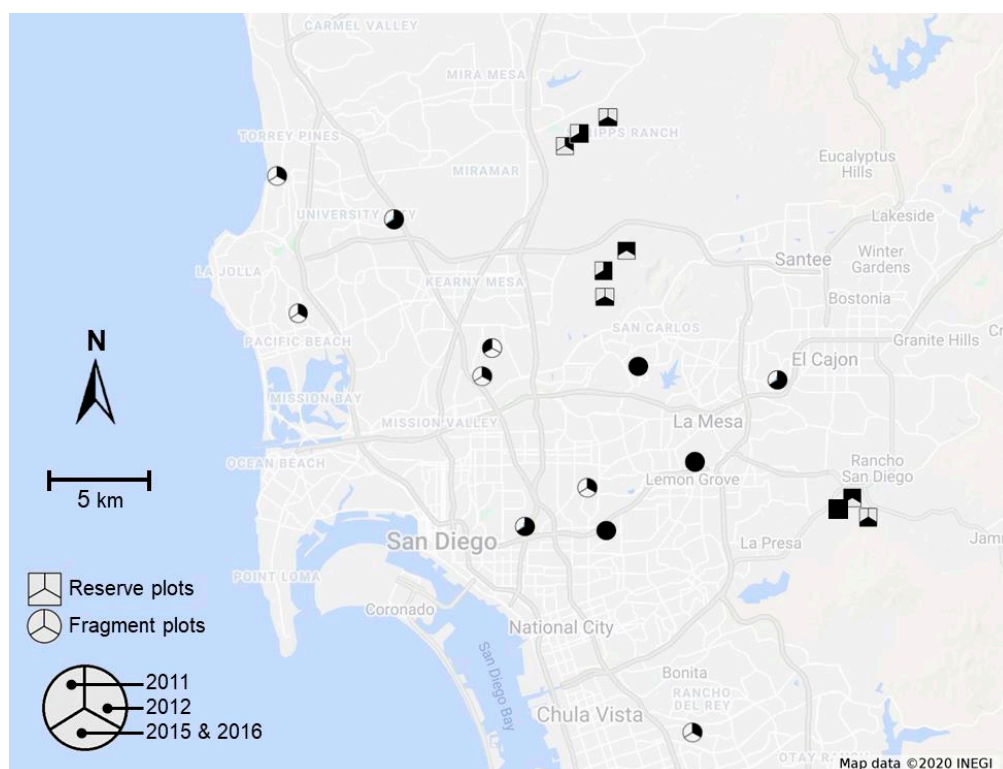 CARMEL VALLEY
MIRA MESA
TORREY PINES
RIPPS RANCH
Eucalyptus
Hills
MIRAMAR
UNIVERSITY
Lakeside
LA JOLLA
Santee
Winter
Gardens
KEARNY MESA
Bostonia
PACIFIC BEACH
SAN CARLOS
Granite Hills
N
El Cajon
MISSION BAY
La Mesa
MISSION VALLEY
OCEAN BEACH
Rancho
San Diego
5 km
Lemon Grove
San Diego
La Presa
Jam
POINT LOMA
Reserve plots
Coronado
Fragment plots
National City
San Diego Bay
Bonita
2011
RANCHO
DEL REY
2012
Chula Vista
2015 & 2016
OTAY RANCH
Map data ©2020 INEGI